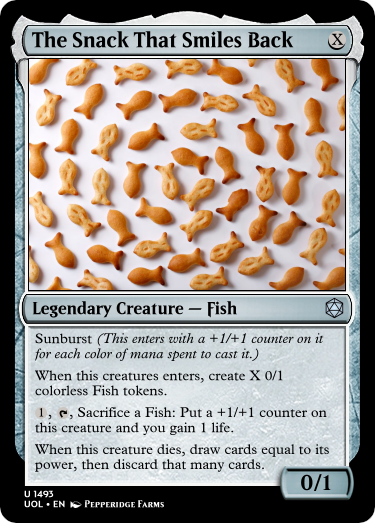 The Snack That Smiles Back X
Legendary Creature — Fish
Sunburst (This enters with a +1/+1 counter on it
for each color of mana spent to cast it.)
When this creatures enters, create X 0/1
colorless Fish tokens.
1, T, Sacrifice a Fish: Put a +1/+1 counter on
this creature and you gain 1 life.
When this creature dies, draw cards equal to its
power, then discard that many cards.
0/1
U 1493
UOL • EN Pepperidge Farms